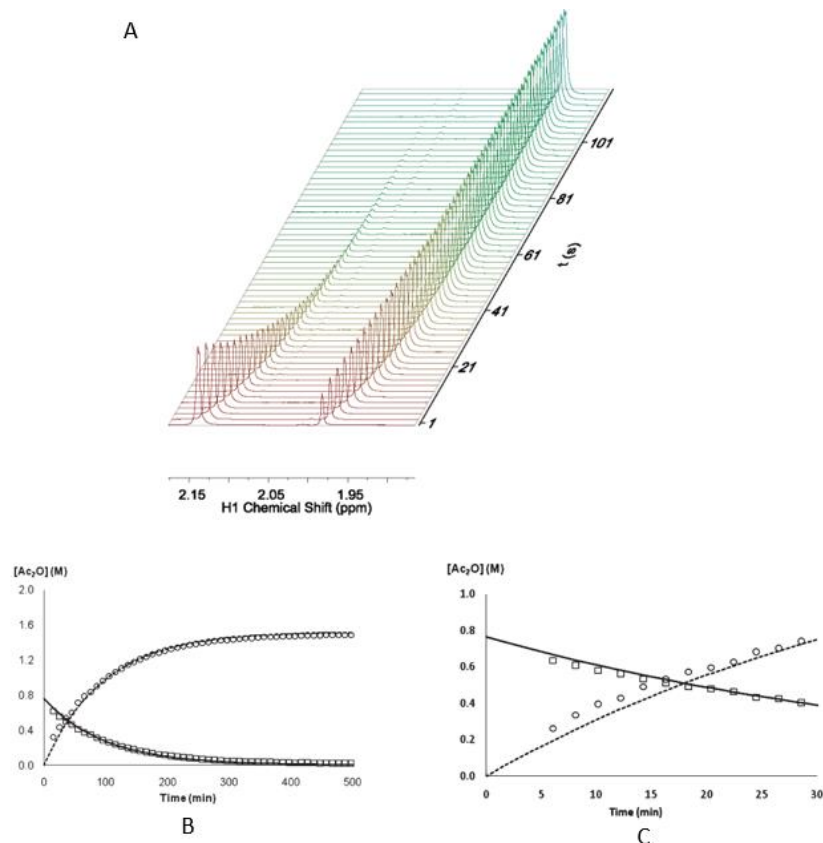 A
101
81
61
t (s)
41
21
1
2.15 2.05 1.95
H1 Chemical Shift (ppm)
[Ac₂O] (M)
2.0
1.6
1.2
0.8
0.4
0.0
0 100 200 300 400 500
Time (min)
B
[Ac₂O] (M)
1.0
0.8
0.6
0.4
0.2
0.0
0 5 10 15 20 25 30
Time (min)
C